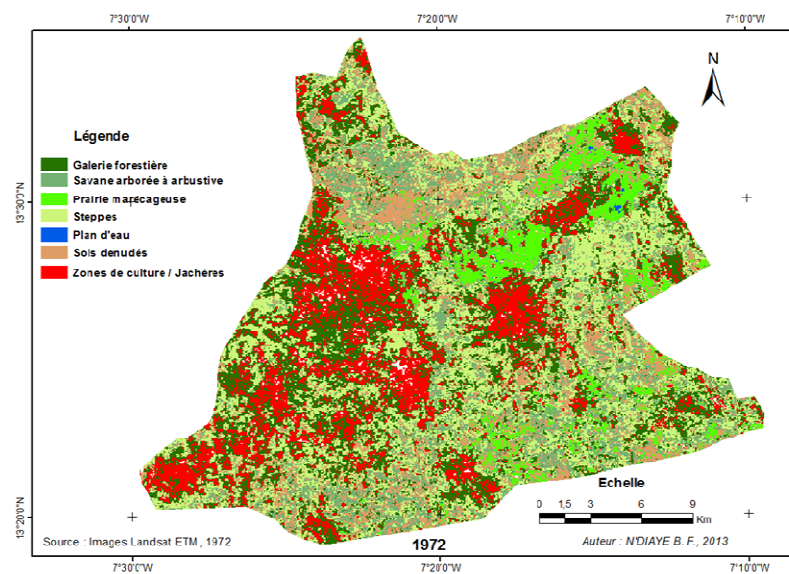 7°30'0"W
7°20'0"W
7°10'0"W
N
Légende
Galerie forestière
Savane arborée à arbustive
Prairie marécageuse
Steppes
Plan d'eau
Sols denudés
Zones de culture / Jachères
13°30'0"N
13°20'0"N
Echelle
0 1,5 3 6 9
Km
Source : Images Landsat ETM, 1972
1972
Auteur : N'DIAYE B. F., 2013
7°30'0"W
7°20'0"W
7°10'0"W